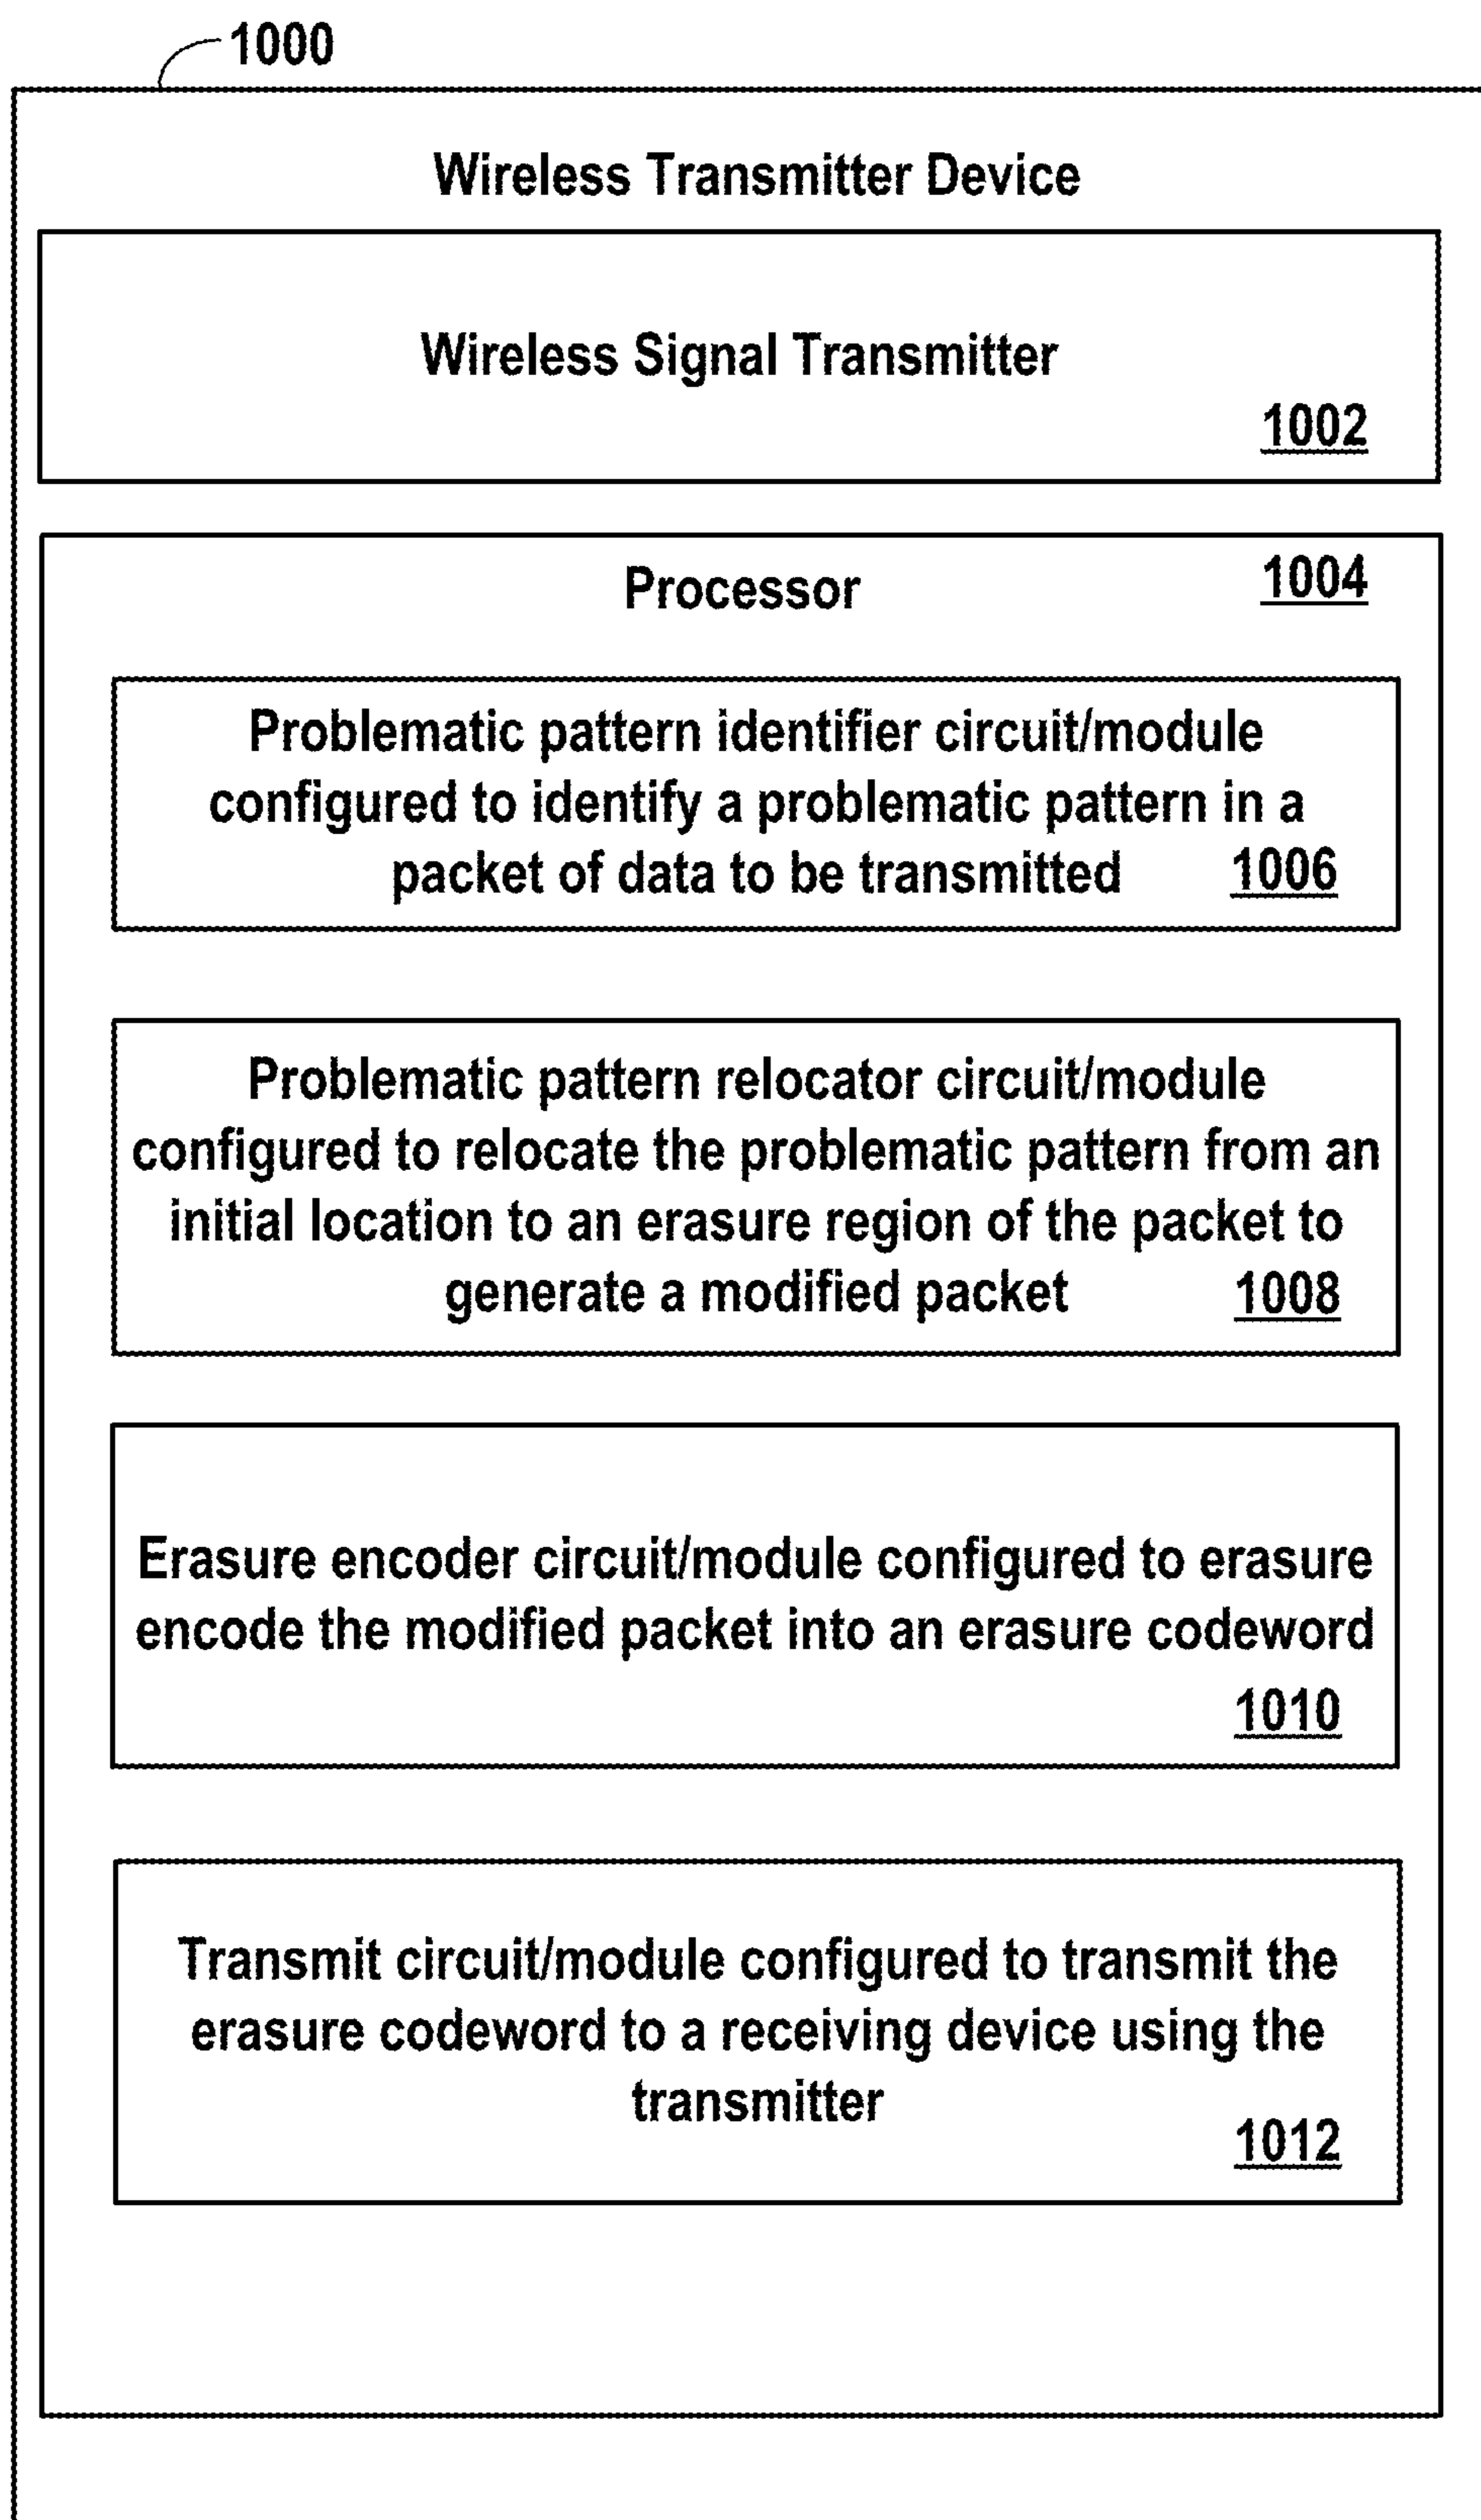 1000
Wireless Transmitter Device
Wireless Signal Transmitter
1002
Processor
1004
Problematic pattern identifier circuit/module
configured to identify a problematic pattern in a
packet of data to be transmitted
1006
Problematic pattern relocator circuit/module
configured to relocate the problematic pattern from an
initial location to an erasure region of the packet to
generate a modified packet
1008
Erasure encoder circuit/module configured to erasure
encode the modified packet into an erasure codeword
1010
Transmit circuit/module configured to transmit the
erasure codeword to a receiving device using the
transmitter
1012